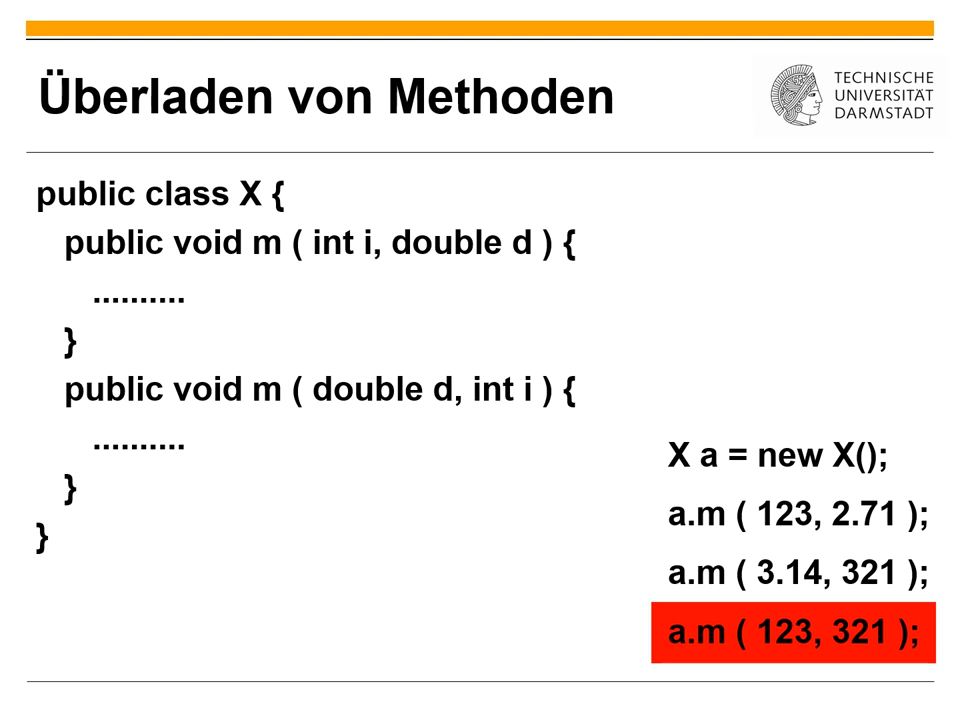 Überladen von Methoden
TECHNISCHE
UNIVERSITÄT
DARMSTADT
public class X {
public void m ( int i, double d ) {
..........
}
public void m ( double d, int i ) {
..........
}
}
X a = new X();
a.m ( 123, 2.71 );
a.m ( 3.14, 321 );
a.m ( 123, 321 );